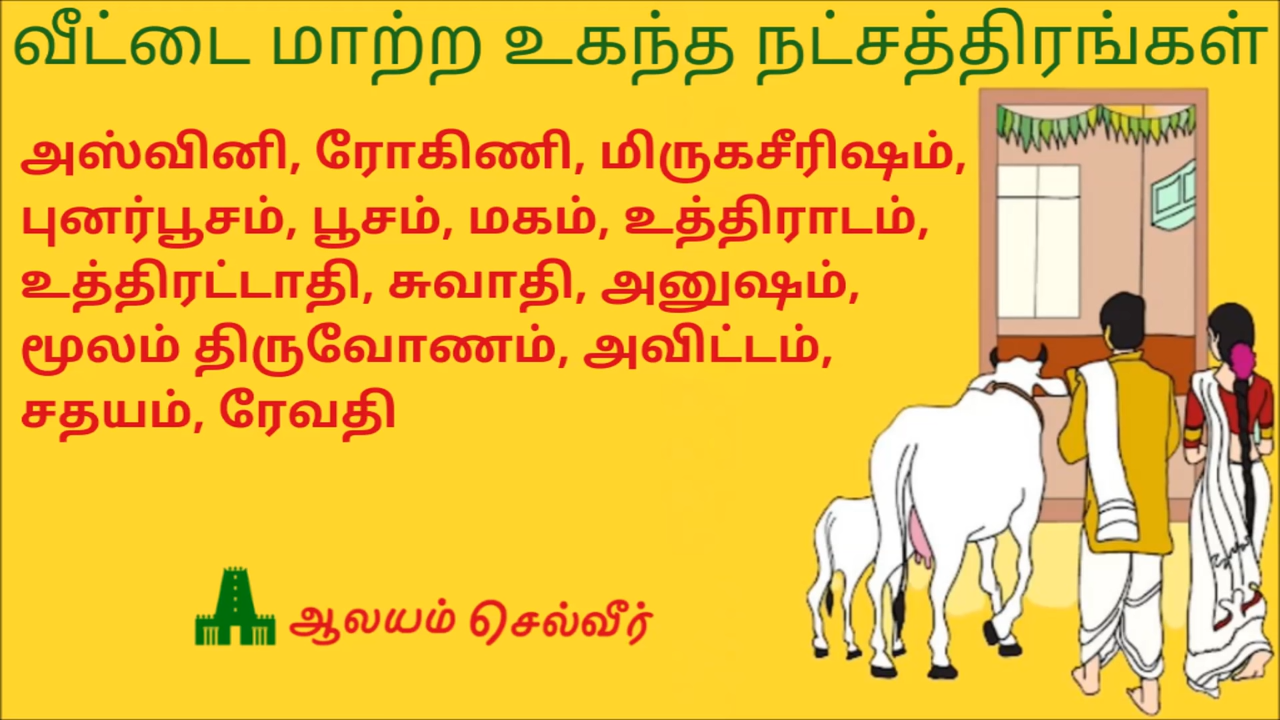 வீட்டை மாற்ற உகந்த நட்சத்திரங்கள்
அஸ்வினி, ரோகிணி, மிருகசீரிஷம்,
புனர்பூசம், பூசம், மகம், உத்திராடம்,
உத்திரட்டாதி, சுவாதி, அனுஷம்,
மூலம் திருவோணம், அவிட்டம்,
சதயம், ரேவதி
ஆலயம் செல்வீர்